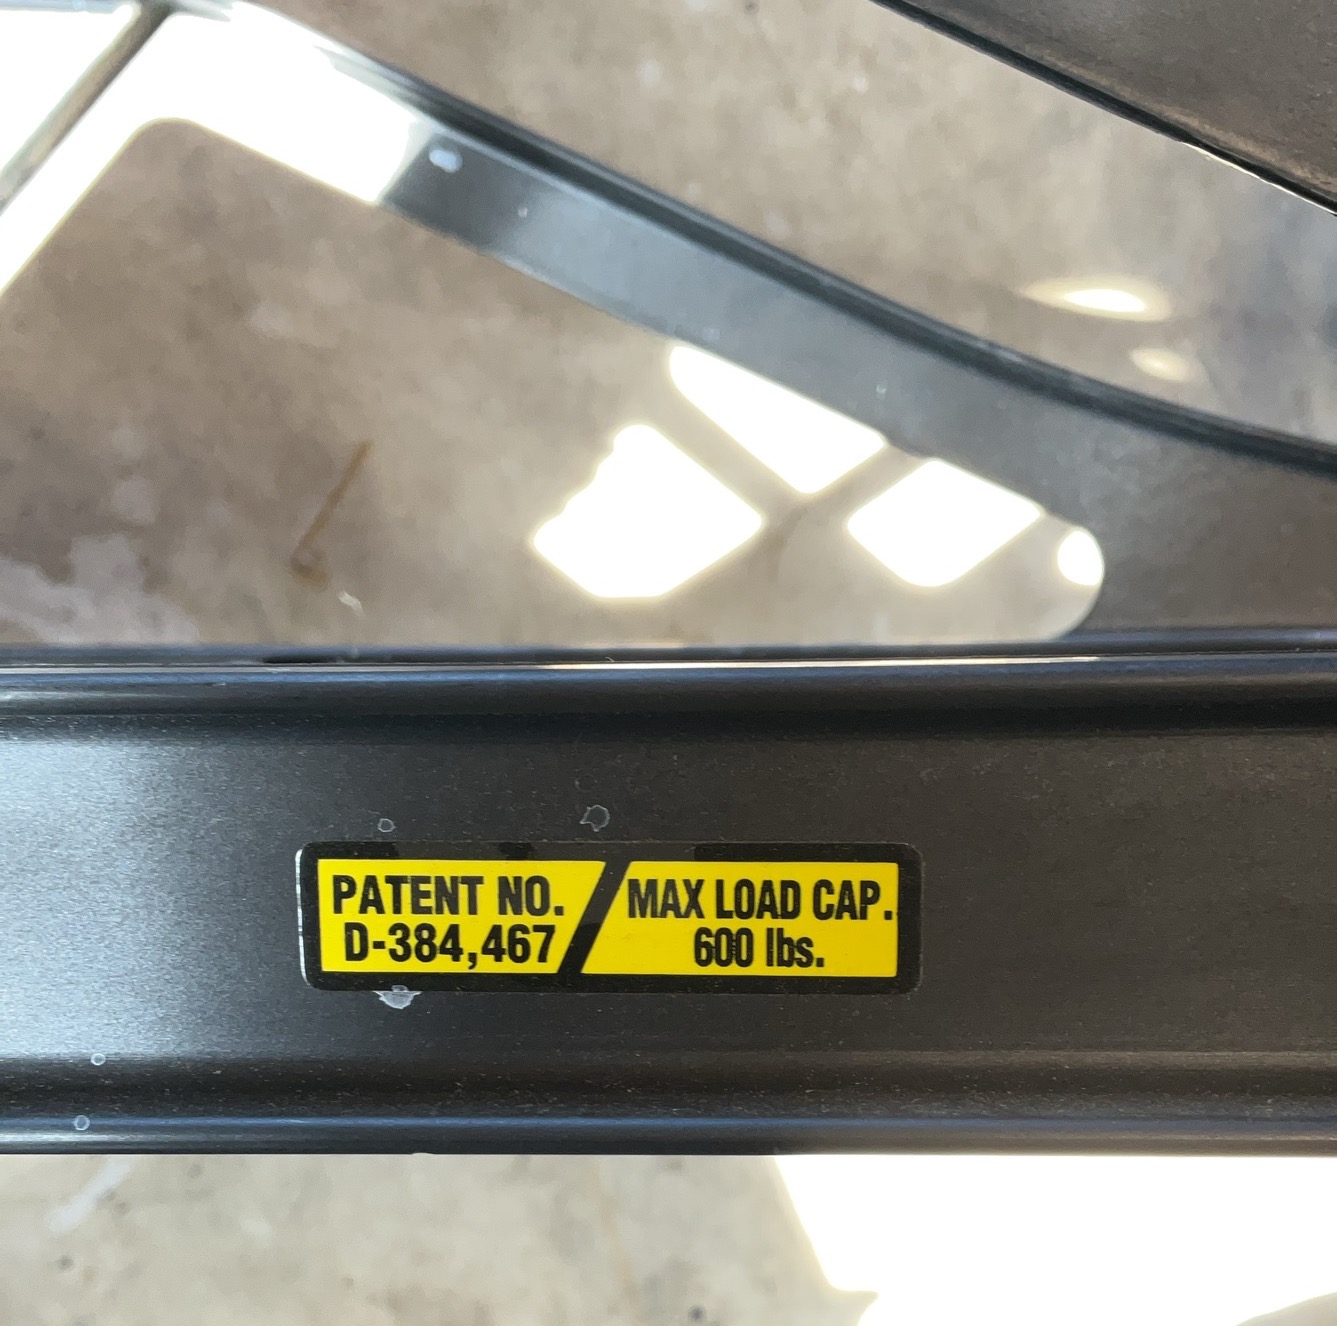 PATENT NO.
D-384,467
MAX LOAD CAP.
600 lbs.